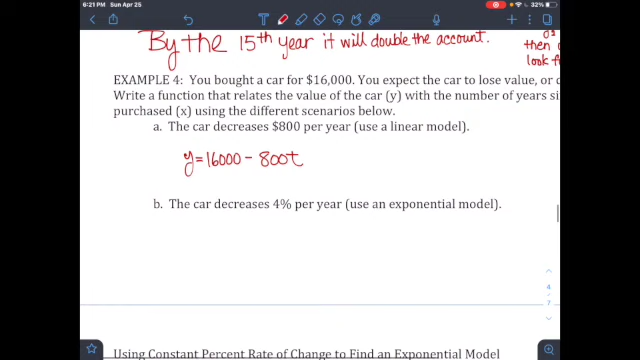 6:21 PM Sun Apr 25
32%
By the 15th year it will double the account.
then
look
EXAMPLE 4: You bought a car for $16,000. You expect the car to lose value, or
Write a function that relates the value of the car (y) with the number of years
purchased (x) using the different scenarios below.
a. The car decreases $800 per year (use a linear model).
y = 16000 - 800t
b. The car decreases 4% per year (use an exponential model).
4
7
Using Constant Percent Rate of Change to Find an Exponential Model